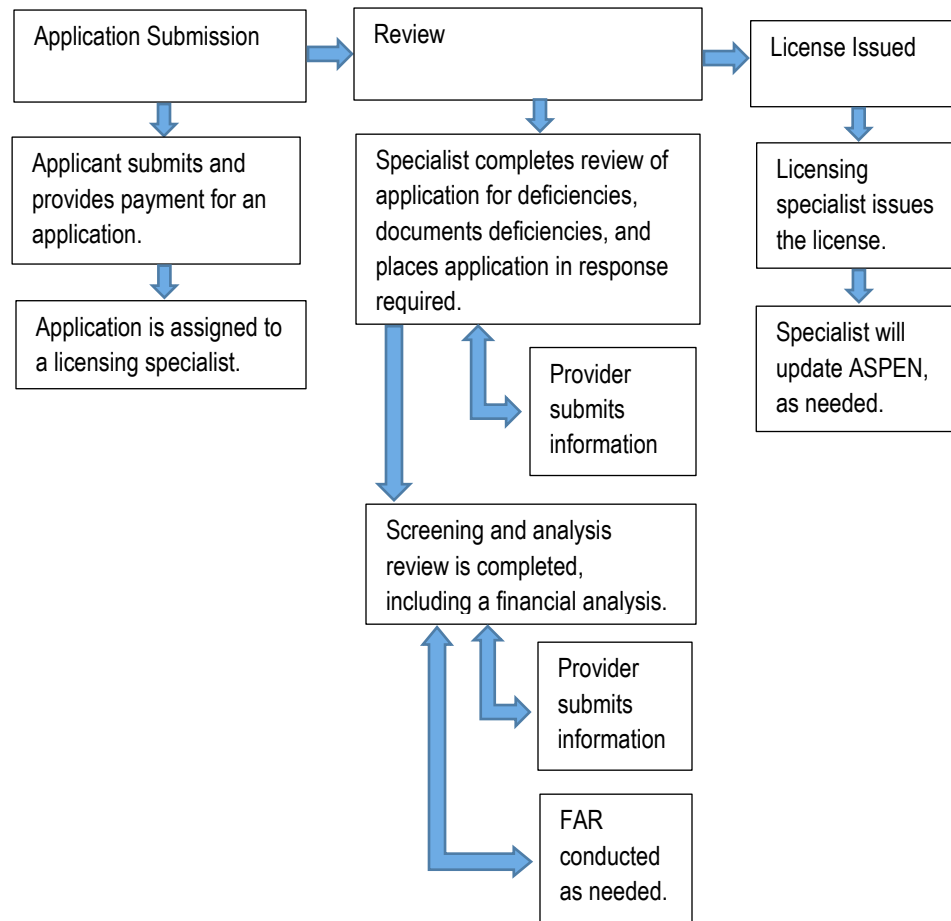 Application Submission
Review
License Issued
Applicant submits and
provides payment for an
application.
Application is assigned to
a licensing specialist.
Specialist completes review of
application for deficiencies,
documents deficiencies, and
places application in response
required.
Provider
submits
information
Screening and analysis
review is completed,
including a financial analysis.
Provider
submits
information
FAR
conducted
as needed.
Licensing
specialist issues
the license.
Specialist will
update ASPEN,
as needed.